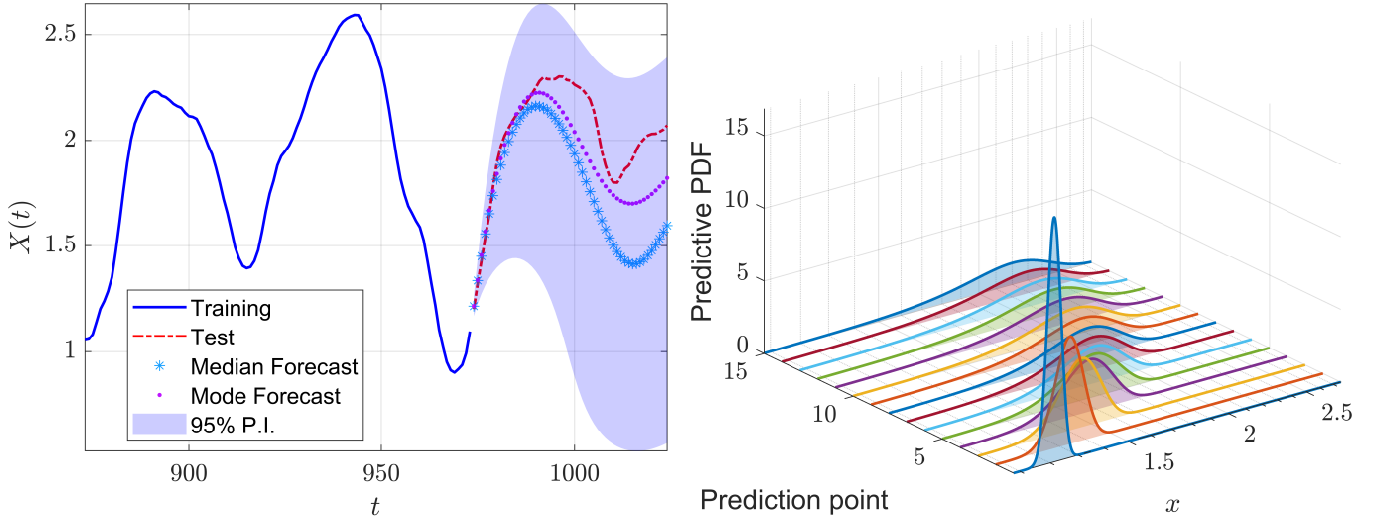 2.5
2
1.5
1
X(t)
900
950
1000
t
Training
Test
Median Forecast
Mode Forecast
95% P.I.
15
10
5
0
Predictive PDF
15
10
5
Prediction point
1.5
2
2.5
x